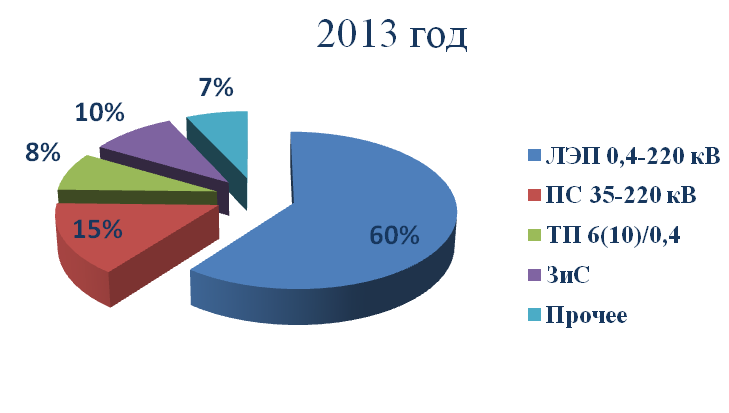 2013 год
7%
10%
8%
15%
60%
ЛЭП 0,4-220 кВ
ПС 35-220 кВ
ТП 6(10)/0,4
ЗиС
Прочее